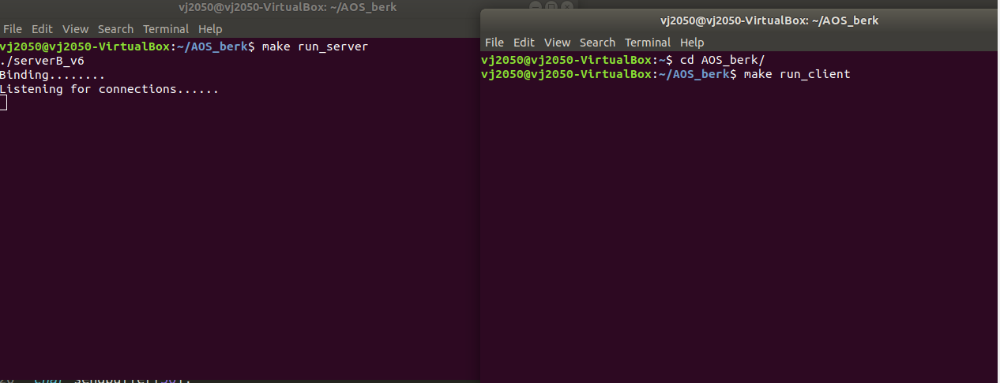 vj2050@vj2050-VirtualBox: ~/AOS_berk
File Edit View Search Terminal Help
vj2050@vj2050-VirtualBox:~/AOS_berk$ make run_server
./serverB_v6
Binding........
Listening for connections......
vj2050@vj2050-VirtualBox: ~/AOS_berk
File Edit View Search Terminal Help
vj2050@vj2050-VirtualBox:~$ cd AOS_berk/
vj2050@vj2050-VirtualBox:~/AOS_berk$ make run_client